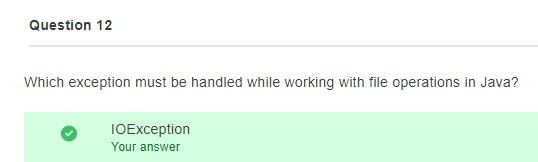 Question 12
Which exception must be handled while working with file operations in Java?
IOException
Your answer